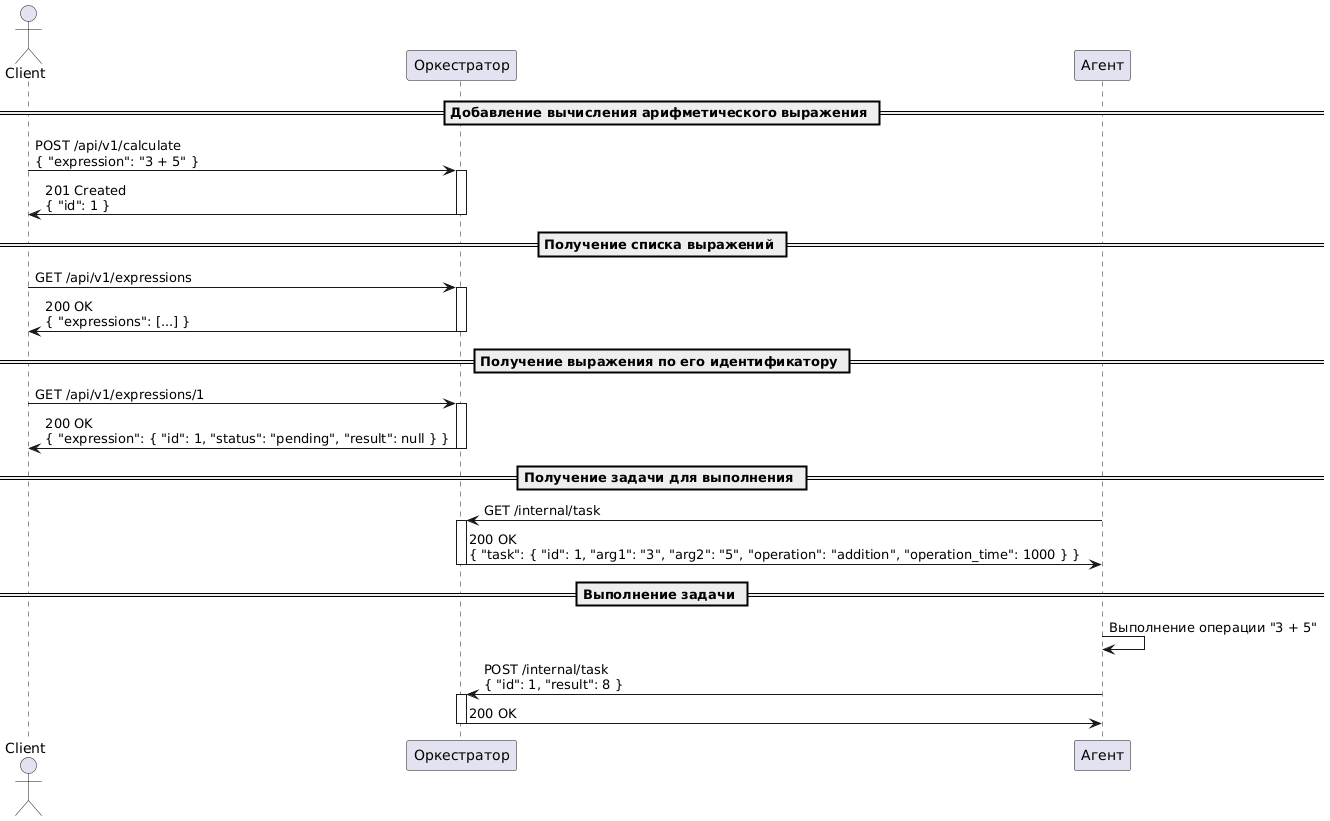 Client
Оркестратор
Агент
Добавление вычисления арифметического выражения
POST /api/v1/calculate
{ "expression": "3 + 5" }
201 Created
{ "id": 1 }
Получение списка выражений
GET /api/v1/expressions
200 OK
{ "expressions": [...] }
Получение выражения по его идентификатору
GET /api/v1/expressions/1
200 OK
{ "expression": { "id": 1, "status": "pending", "result": null } }
Получение задачи для выполнения
GET /internal/task
200 OK
{ "task": { "id": 1, "arg1": "3", "arg2": "5", "operation": "addition", "operation_time": 1000 } }
Выполнение задачи
Выполнение операции "3 + 5"
POST /internal/task
{ "id": 1, "result": 8 }
200 OK
Client
Оркестратор
Агент